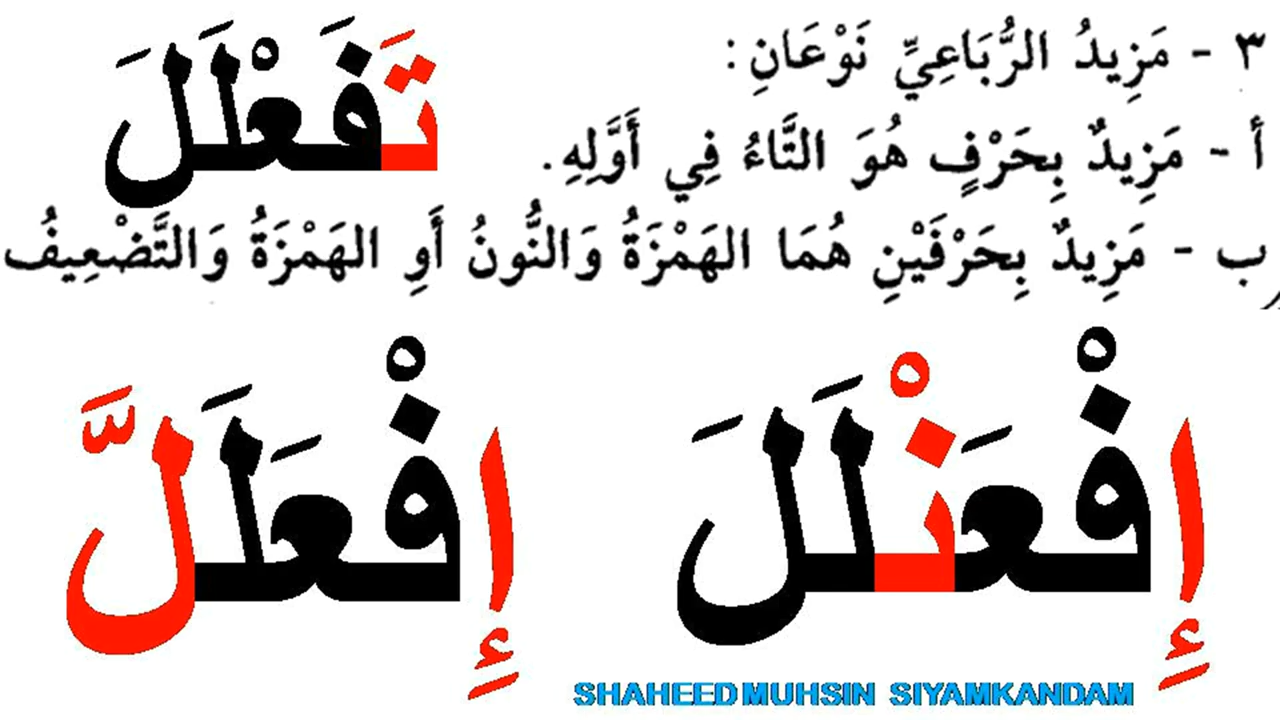 ٣ - مَزِيدُ الرُّبَاعِيِّ نَوْعَانِ :
أ - مَزِيدٌ بِحَرْفٍ هُوَ التَّاءُ فِي أَوَّلِهِ.
تَفَعْلَلَ
ب - مَزِيدٌ بِحَرْفَيْنِ هُمَا الهَمْزَةُ وَالنُّونُ أَوِ الهَمْزَةُ وَالتَّضْعِيفُ
إِفْعَنْلَلَ
إِفْعَلَلَّ
SHAHEED MUHSIN SIYAMKANDAM